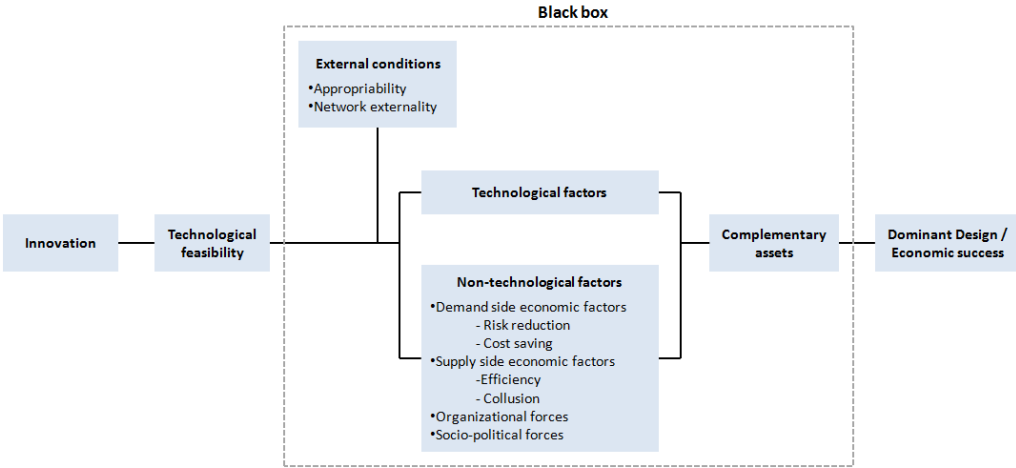 Black box
External conditions
•Appropriability
•Network externality
Innovation
Technological
feasibility
Technological factors
Non-technological factors
•Demand side economic factors
- Risk reduction
- Cost saving
•Supply side economic factors
-Efficiency
- Collusion
•Organizational forces
•Socio-political forces
Complementary
assets
Dominant Design /
Economic success